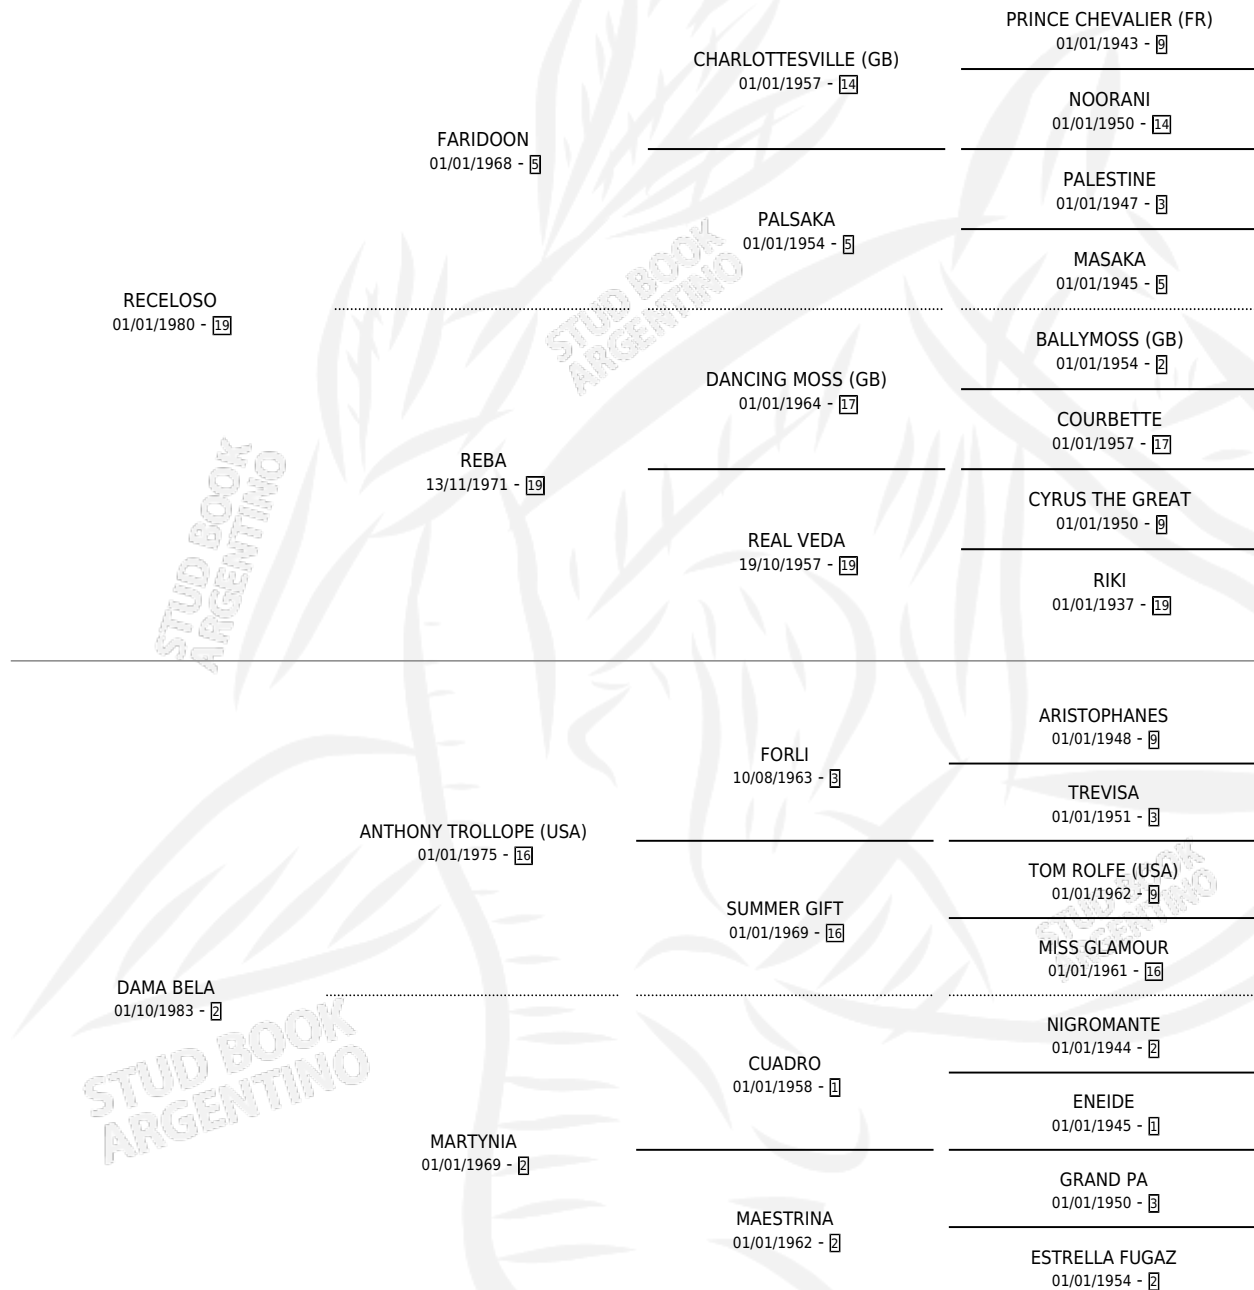 PRINCE CHEVALIER (FR)
01/01/1943 - 9
CHARLOTTESVILLE (GB)
01/01/1957 - 14
NOORANI
01/01/1950 - 14
FARIDOON
01/01/1968 - 5
PALESTINE
01/01/1947 - 3
PALSAKA
01/01/1954 - 5
MASAKA
01/01/1945 - 5
RECELOSO
01/01/1980 - 19
BALLYMOSS (GB)
01/01/1954 - 2
DANCING MOSS (GB)
01/01/1964 - 17
COURBETTE
01/01/1957 - 17
REBA
13/11/1971 - 19
CYRUS THE GREAT
01/01/1950 - 9
REAL VEDA
19/10/1957 - 19
RIKI
01/01/1937 - 19
STUD BOOK
ARGENTINO
STUD BOOK
ARGENTINO
ARISTOPHANES
01/01/1948 - 9
FORLI
10/08/1963 - 3
TREVISA
01/01/1951 - 3
ANTHONY TROLLOPE (USA)
01/01/1975 - 16
TOM ROLFE (USA)
01/01/1962 - 9
SUMMER GIFT
01/01/1969 - 16
MISS GLAMOUR
01/01/1961 - 16
STUD BOOK
ARGENTINO
DAMA BELA
01/10/1983 - 2
NIGROMANTE
01/01/1944 - 2
CUADRO
01/01/1958 - 1
ENEIDE
01/01/1945 - 1
MARTYNIA
01/01/1969 - 2
GRAND PA
01/01/1950 - 3
MAESTRINA
01/01/1962 - 2
ESTRELLA FUGAZ
01/01/1954 - 2
STUD BOOK
ARGENTINO